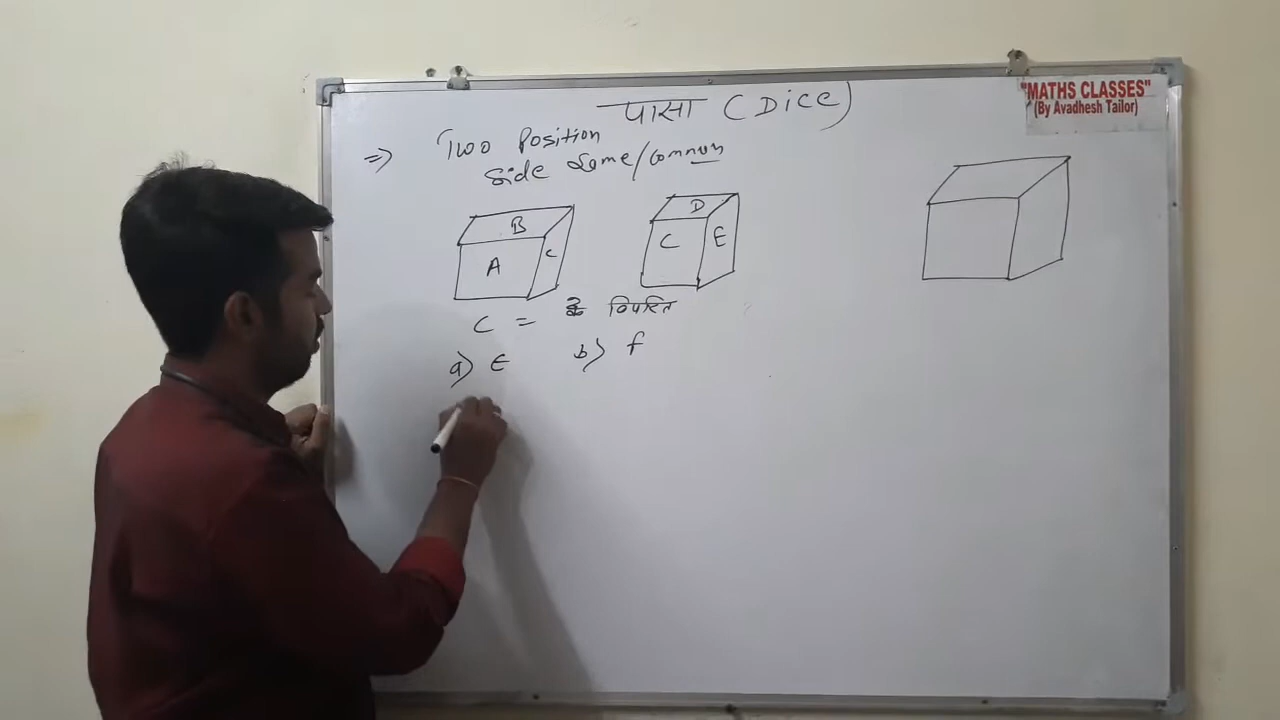 "MATHS CLASSES"
(By Avadhesh Tailor)
पासा (Dice)
=> Two Position
Side Same/Common
B
A C
D
C E
C = विपरित
a) E b) f